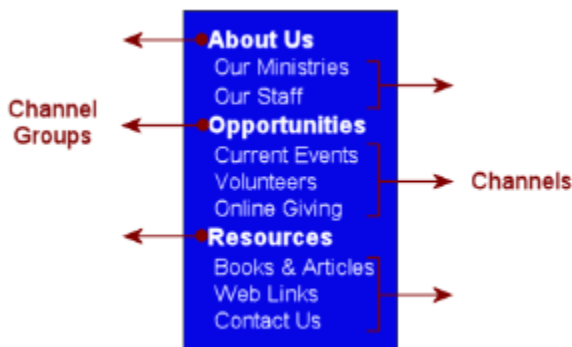 About Us
Our Ministries
Our Staff
Channel
Groups
Opportunities
Current Events
Volunteers
Online Giving
Channels
Resources
Books & Articles
Web Links
Contact Us